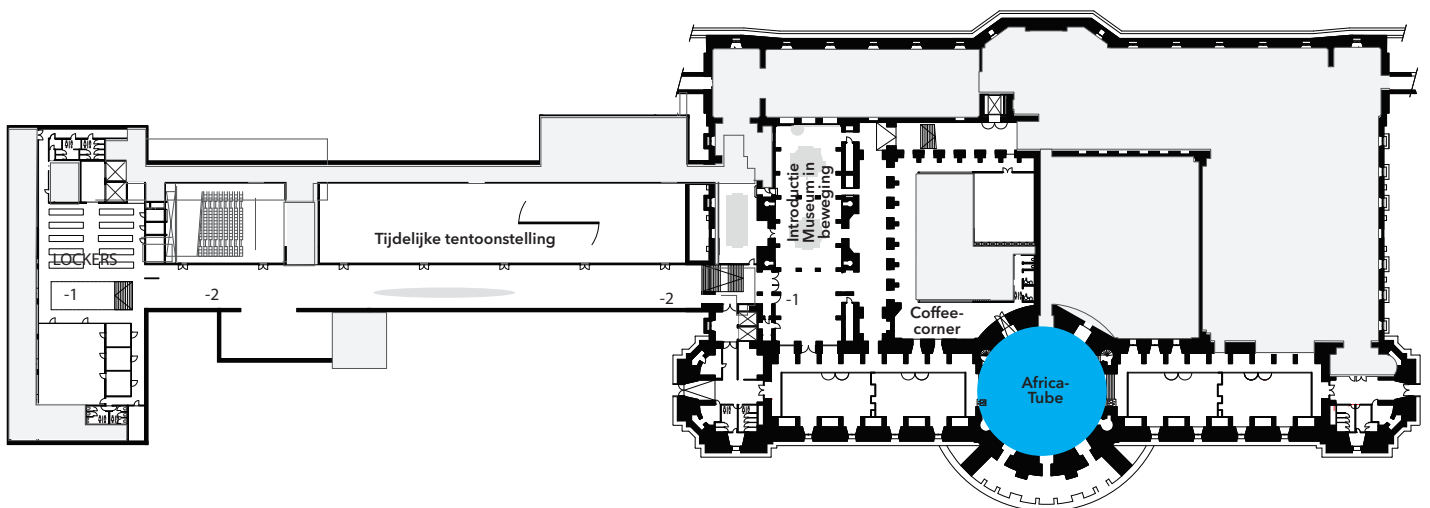 LOCKERS
-1
-2
Tijdelijke tentoonstelling
-2
Introductie
Museum in
beweging
-1
Coffee-
corner
Africa-
Tube